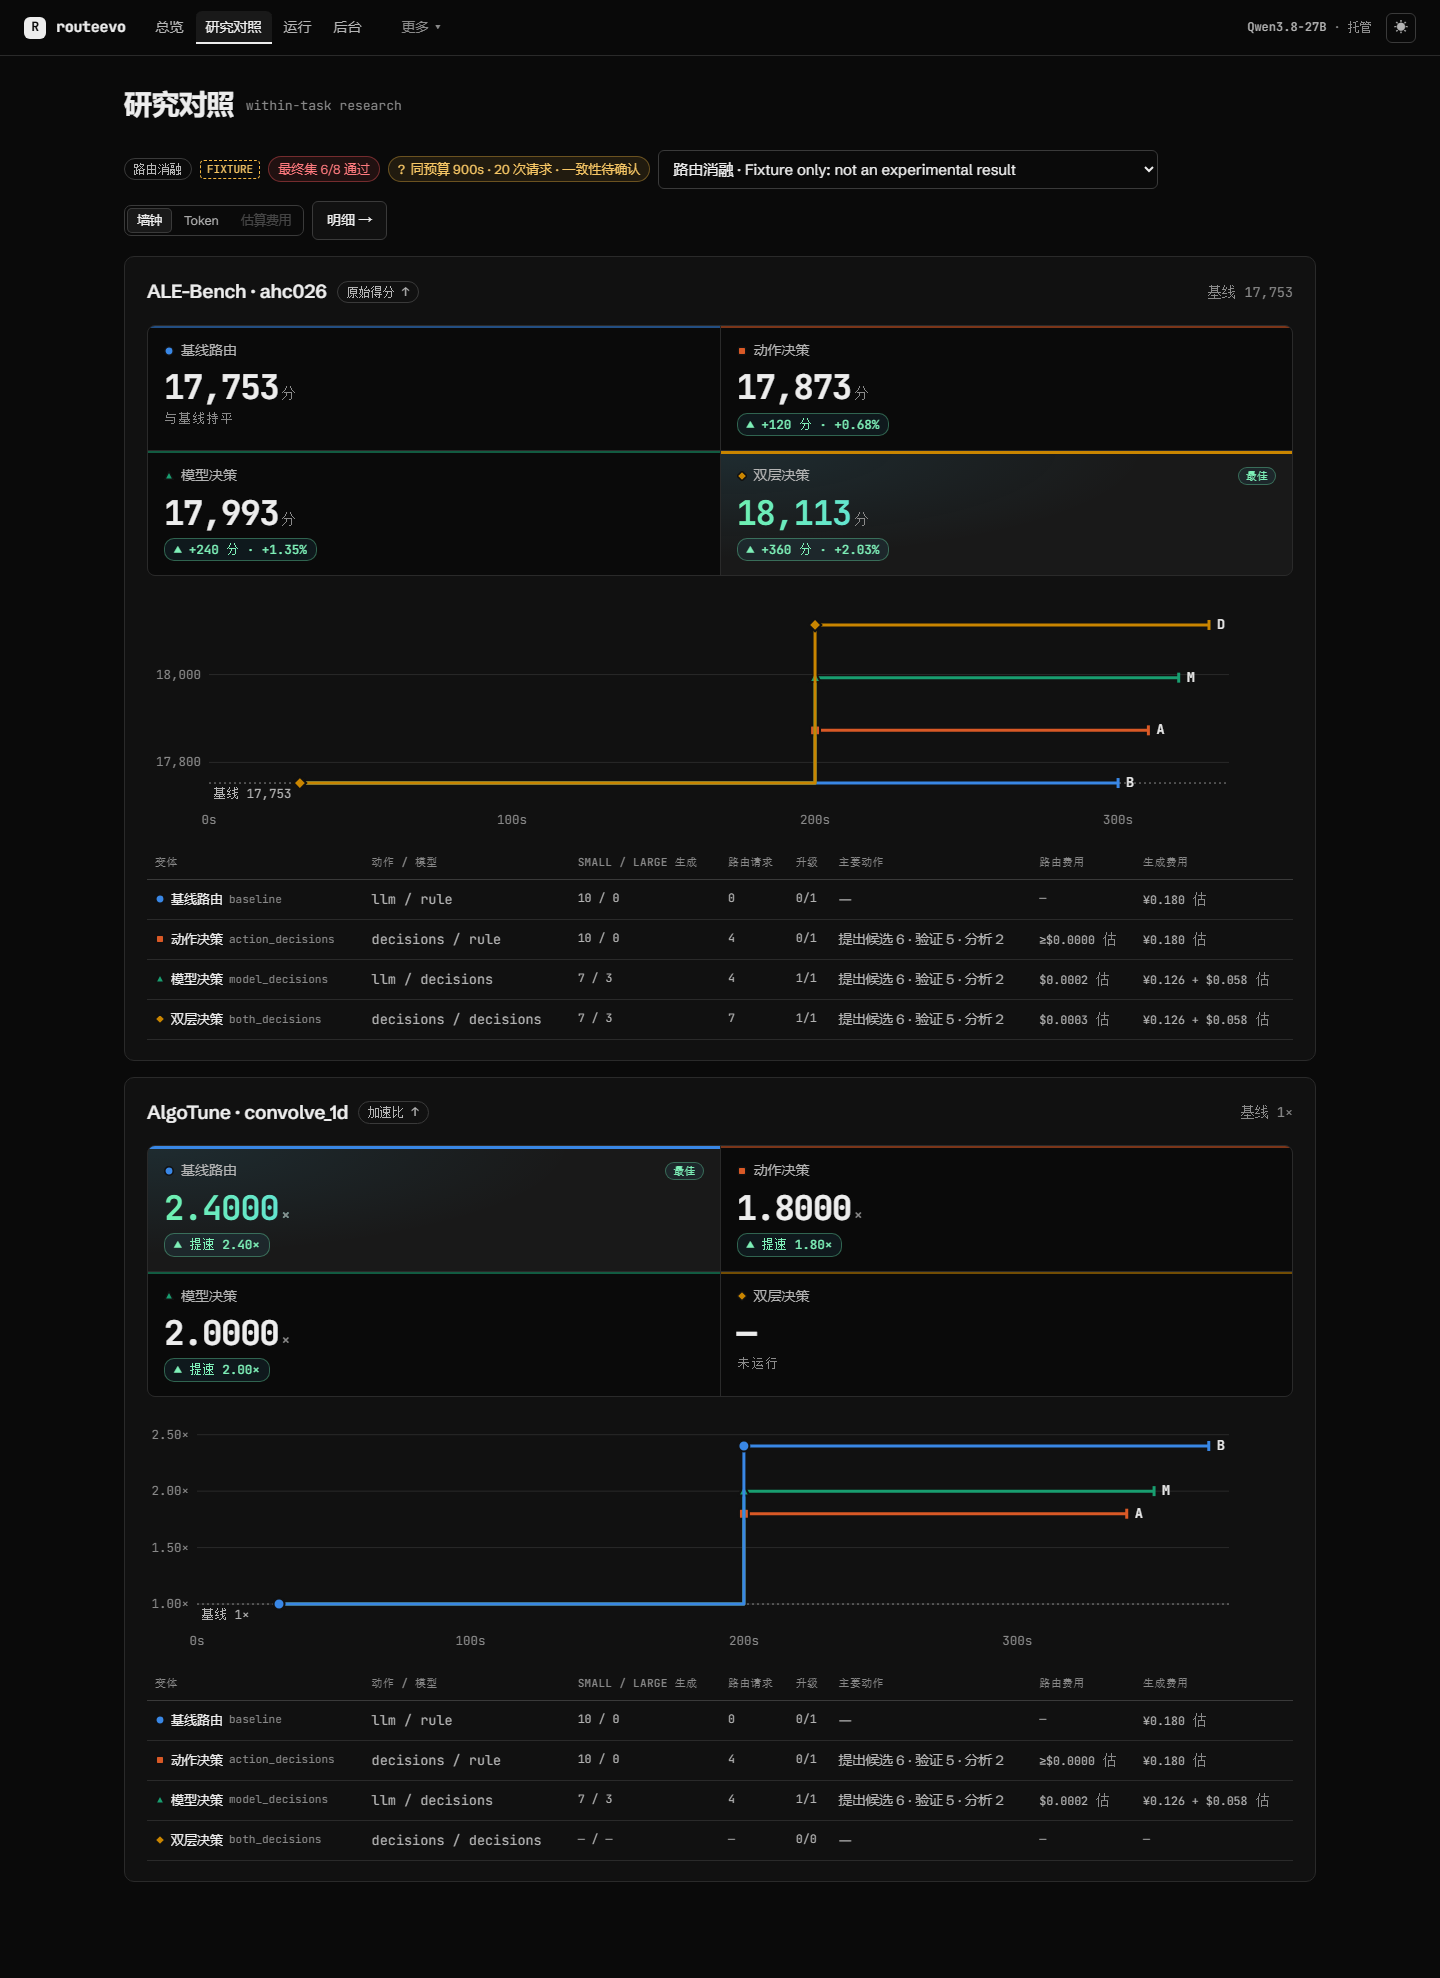 R routeevo 总览 研究对照 运行 后台 更多 ▾ Qwen3.8-27B · 托管
研究对照 within-task research
路由消融 FIXTURE 最终集 6/8 通过 ? 同预算 900s · 20 次请求 · 一致性待确认 路由消融 · Fixture only: not an experimental result
墙钟 Token 估算费用 明细 →
ALE-Bench · ahc026 原始得分 ↑ 基线 17,753
基线路由
17,753 分
与基线持平
动作决策
17,873 分
▲ +120 分 · +0.68%
模型决策
17,993 分
▲ +240 分 · +1.35%
双层决策 最佳
18,113 分
▲ +360 分 · +2.03%
D
18,000 M
A
17,800
B
基线 17,753
0s 100s 200s 300s
变体 动作 / 模型 SMALL / LARGE 生成 路由请求 升级 主要动作 路由费用 生成费用
基线路由 baseline llm / rule 10 / 0 0 0/1 — — ¥0.180 估
动作决策 action_decisions decisions / rule 10 / 0 4 0/1 提出候选 6 · 验证 5 · 分析 2 ≥$0.0000 估 ¥0.180 估
模型决策 model_decisions llm / decisions 7 / 3 4 1/1 提出候选 6 · 验证 5 · 分析 2 $0.0002 估 ¥0.126 + $0.058 估
双层决策 both_decisions decisions / decisions 7 / 3 7 1/1 提出候选 6 · 验证 5 · 分析 2 $0.0003 估 ¥0.126 + $0.058 估
AlgoTune · convolve_1d 加速比 ↑ 基线 1×
基线路由 最佳
2.4000 ×
▲ 提速 2.40×
动作决策
1.8000 ×
▲ 提速 1.80×
模型决策
2.0000 ×
▲ 提速 2.00×
双层决策
—
未运行
2.50×
B
2.00× M
A
1.50×
1.00×
基线 1×
0s 100s 200s 300s
变体 动作 / 模型 SMALL / LARGE 生成 路由请求 升级 主要动作 路由费用 生成费用
基线路由 baseline llm / rule 10 / 0 0 0/1 — — ¥0.180 估
动作决策 action_decisions decisions / rule 10 / 0 4 0/1 提出候选 6 · 验证 5 · 分析 2 ≥$0.0000 估 ¥0.180 估
模型决策 model_decisions llm / decisions 7 / 3 4 1/1 提出候选 6 · 验证 5 · 分析 2 $0.0002 估 ¥0.126 + $0.058 估
双层决策 both_decisions decisions / decisions — / — — 0/0 — — —